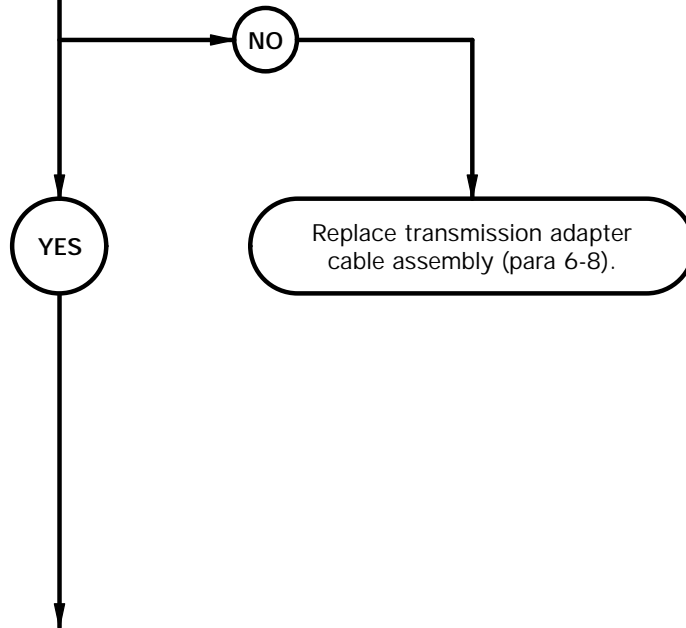 NO
YES
Replace transmission adapter
cable assembly (para 6-8).